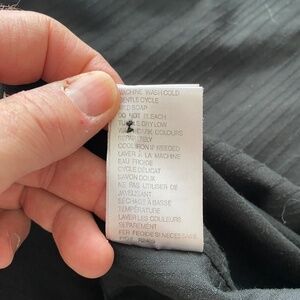 MACHINE WASH COLD
GENTLE CYCLE
MILD SOAP
DO NOT BLEACH
TUMBLE DRY LOW
WASH DARK COLOURS
SEPARETELY
COOL IRON IF NEEDED
LAVER À LA MACHINE
EAU FROIDE
CYCLE DÉLICAT
SAVON DOUX
NE PAS UTILISER DE
JAVELISANT
SÉCHAGE À BASSE
TEMPÉRATURE
LAVER LES COULEURS
SÉPARÉMENT
FER FROID SI NÉCESSAIRE